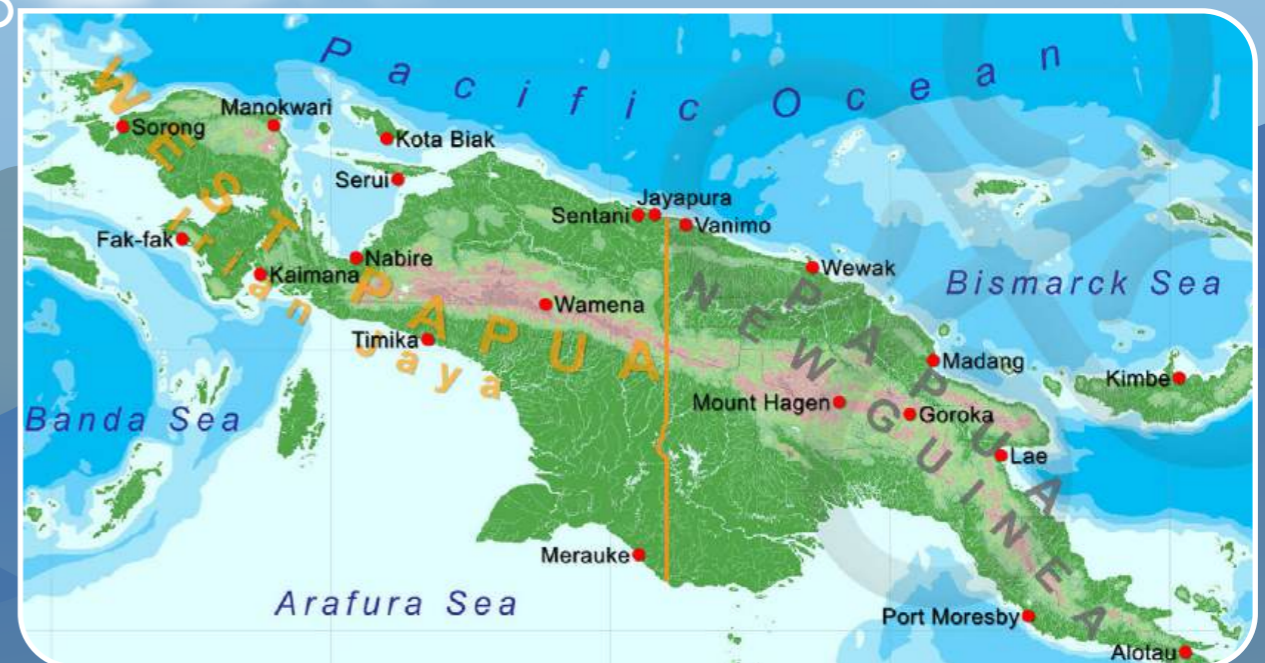 Pacific Ocean
WEST PAPUA
Irian Jaya
Manokwari
Sorong
Kota Biak
Serui
Jayapura
Sentani
Vanimo
Fak-fak
Nabire
Kaimana
Wewak
Bismarck Sea
Wamena
Timika
PAPUA
NEW GUINEA
Madang
Kimbe
Mount Hagen
Goroka
Banda Sea
Lae
Merauke
Arafura Sea
Port Moresby
Alotau